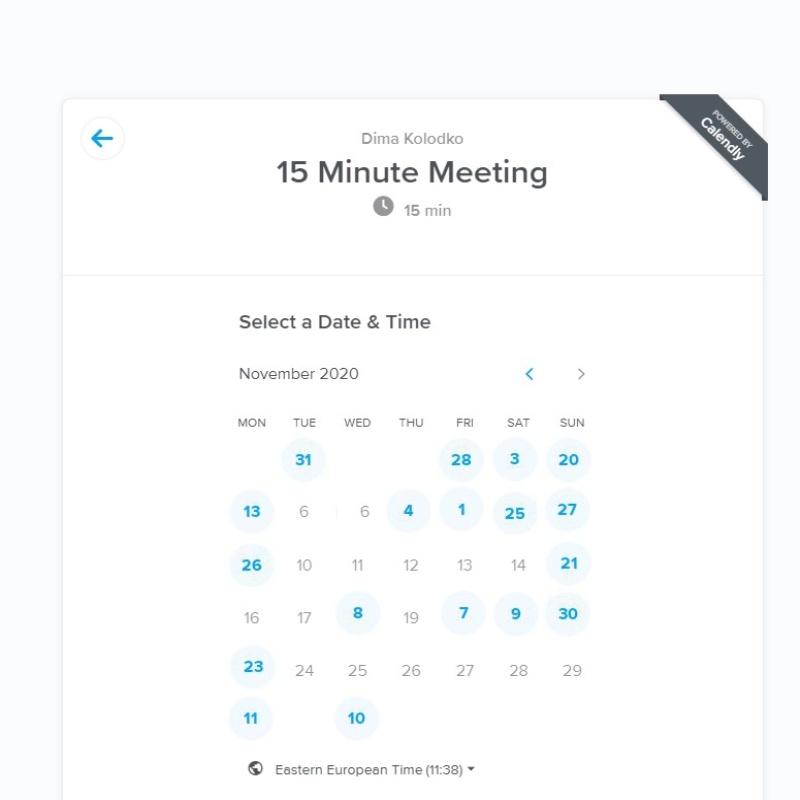 POWERED BY
Calendly
Dima Kolodko
15 Minute Meeting
15 min
Select a Date & Time
November 2020
MON TUE WED THU FRI SAT SUN
31 28 3 20
13 6 6 4 1 25 27
26 10 11 12 13 14 21
16 17 8 19 7 9 30
23 24 25 26 27 28 29
11 10
Eastern European Time (11:38)